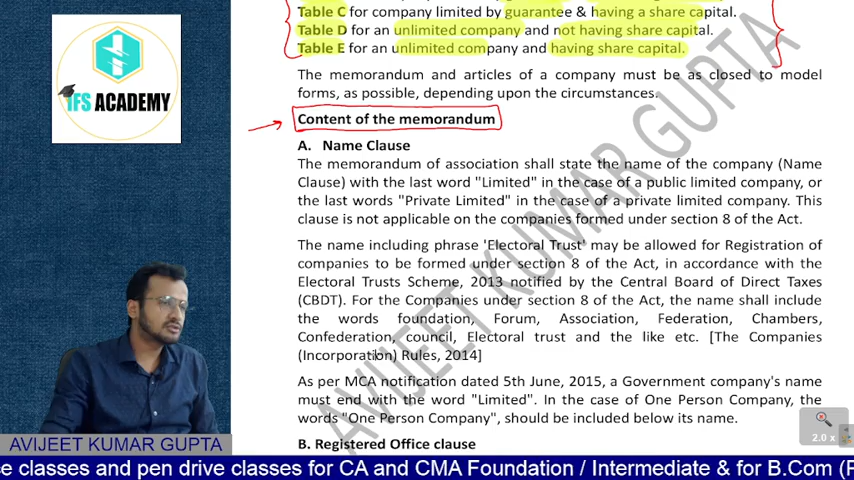 Table C for company limited by guarantee & having a share capital.
Table D for an unlimited company and not having share capital.
Table E for an unlimited company and having share capital.
The memorandum and articles of a company must be as closed to model
forms, as possible, depending upon the circumstances.
Content of the memorandum
A. Name Clause
The memorandum of association shall state the name of the company (Name
Clause) with the last word "Limited" in the case of a public limited company, or
the last words "Private Limited" in the case of a private limited company. This
clause is not applicable on the companies formed under section 8 of the Act.
The name including phrase 'Electoral Trust' may be allowed for Registration of
companies to be formed under section 8 of the Act, in accordance with the
Electoral Trusts Scheme, 2013 notified by the Central Board of Direct Taxes
(CBDT). For the Companies under section 8 of the Act, the name shall include
the words foundation, Forum, Association, Federation, Chambers,
Confederation, council, Electoral trust and the like etc. [The Companies
(Incorporation) Rules, 2014]
As per MCA notification dated 5th June, 2015, a Government company's name
must end with the word "Limited". In the case of One Person Company, the
words "One Person Company", should be included below its name.
B. Registered Office clause
IFS ACADEMY
AVIJEET KUMAR GUPTA
2.0 x
AVIJEET KUMAR GUPTA
ce classes and pen drive classes for CA and CMA Foundation / Intermediate & for B.Com (P